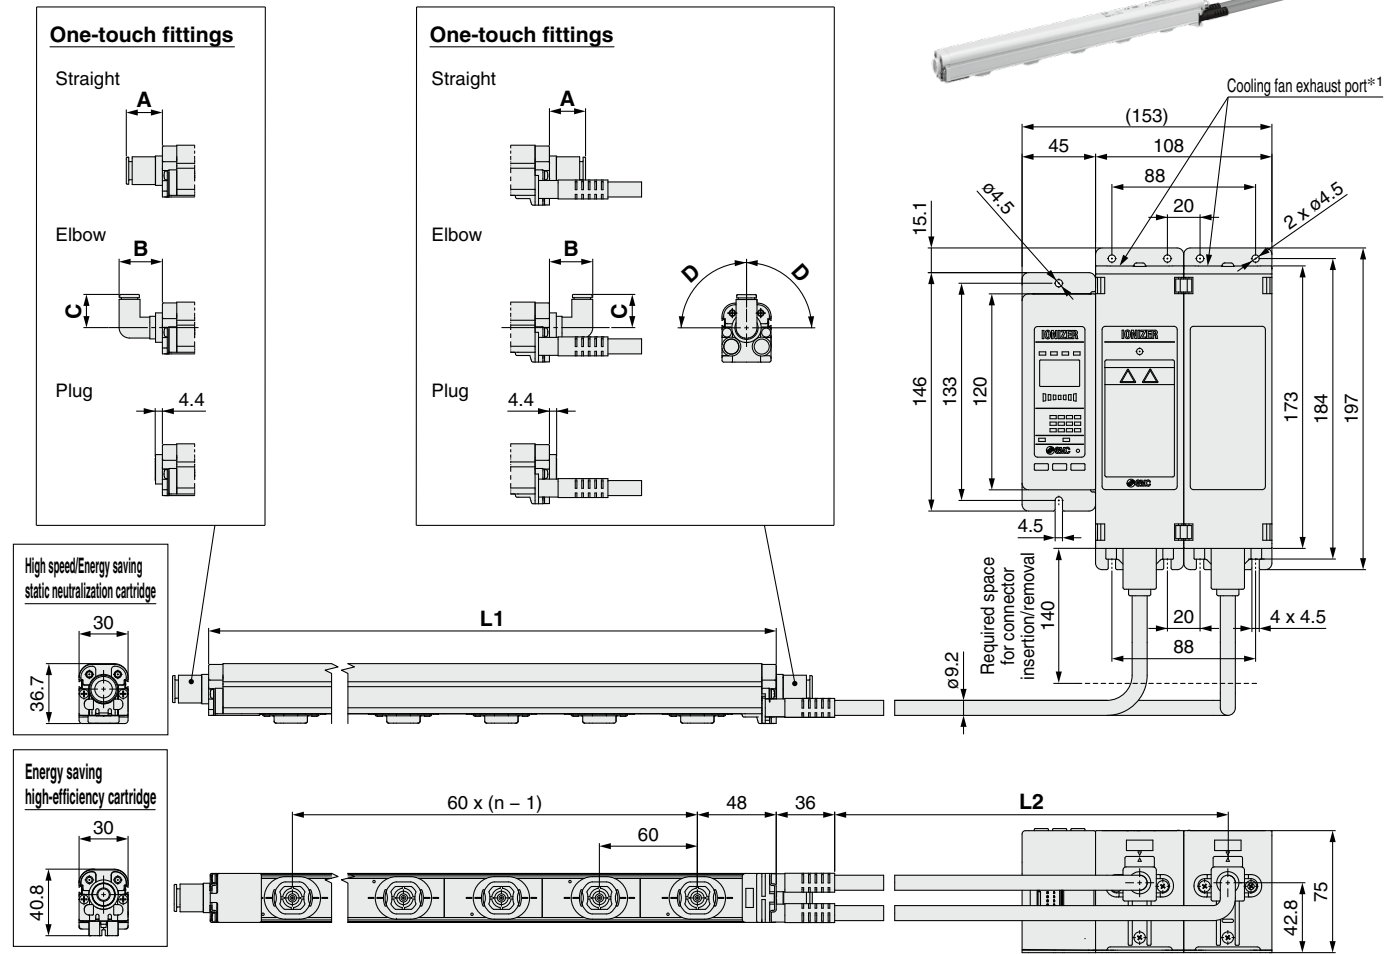 One-touch fittings
Straight
A
Elbow
B
C
Plug
4.4
One-touch fittings
Straight
A
Elbow
B
C
D
D
Plug
4.4
Cooling fan exhaust port*1
(153)
45
108
88
20
ø4.5
2 x ø4.5
15.1
146
133
120
173
184
197
IONIZER
SMC
IONIZER
SMC
4.5
Required space
for connector
insertion/removal
140
20
4 x 4.5
88
ø9.2
High speed/Energy saving
static neutralization cartridge
30
36.7
L1
Energy saving
high-efficiency cartridge
30
40.8
60 x (n − 1)
48
36
L2
60
42.8
75